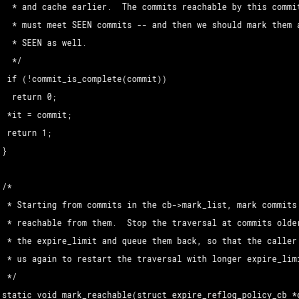 * and cache earlier.  The commits reachable by this commit
* must meet SEEN commits -- and then we should mark them
* SEEN as well.
*/
if (!commit_is_complete(commit))
return 0;
*it = commit;
return 1;
}
/*
* Starting from commits in the cb->mark_list, mark commits
* reachable from them.  Stop the traversal at commits older
* the expire_limit and queue them back, so that the caller
* us again to restart the traversal with longer expire_lim
*/
static void mark_reachable(struct expire_reflog_policy_cb *